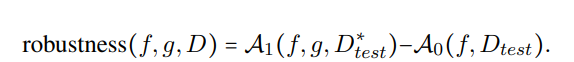 robustness(f, g, D) = 𝒜₁(f, g, D*ₜₑₛₜ)−𝒜₀(f, Dₜₑₛₜ).